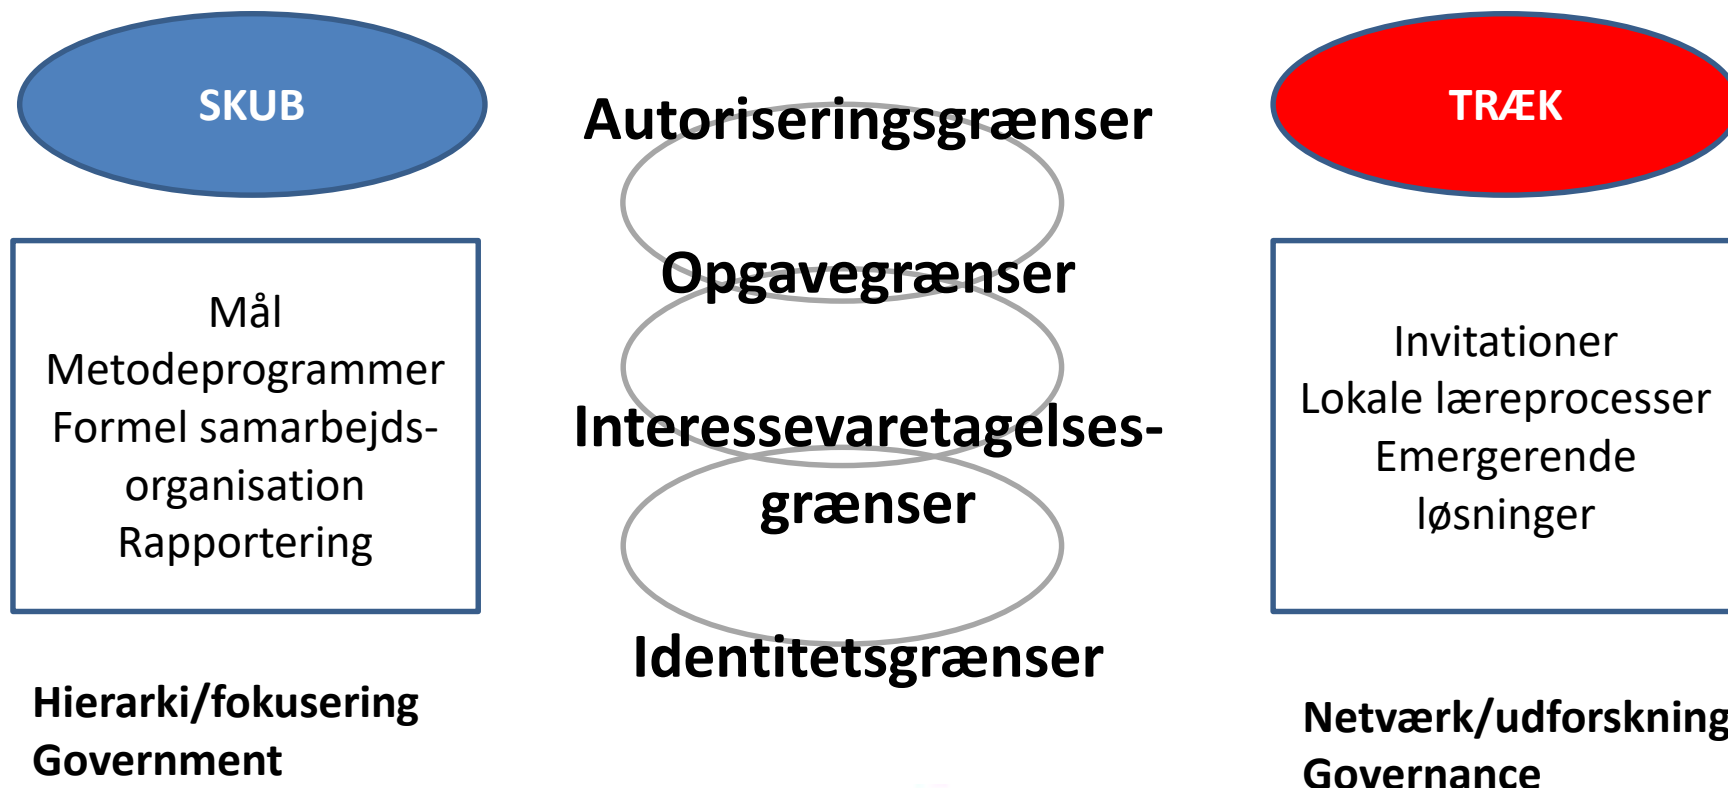 SKUB
Mål
Metodeprogrammer
Formel samarbejds-
organisation
Rapportering
Hierarki/fokusering
Government
Autoriseringsgrænser
Opgavegrænser
Interessevaretagelses-
grænser
Identitetsgrænser
TRÆK
Invitationer
Lokale læreprocesser
Emergerende
løsninger
Netværk/udforskning
Governance